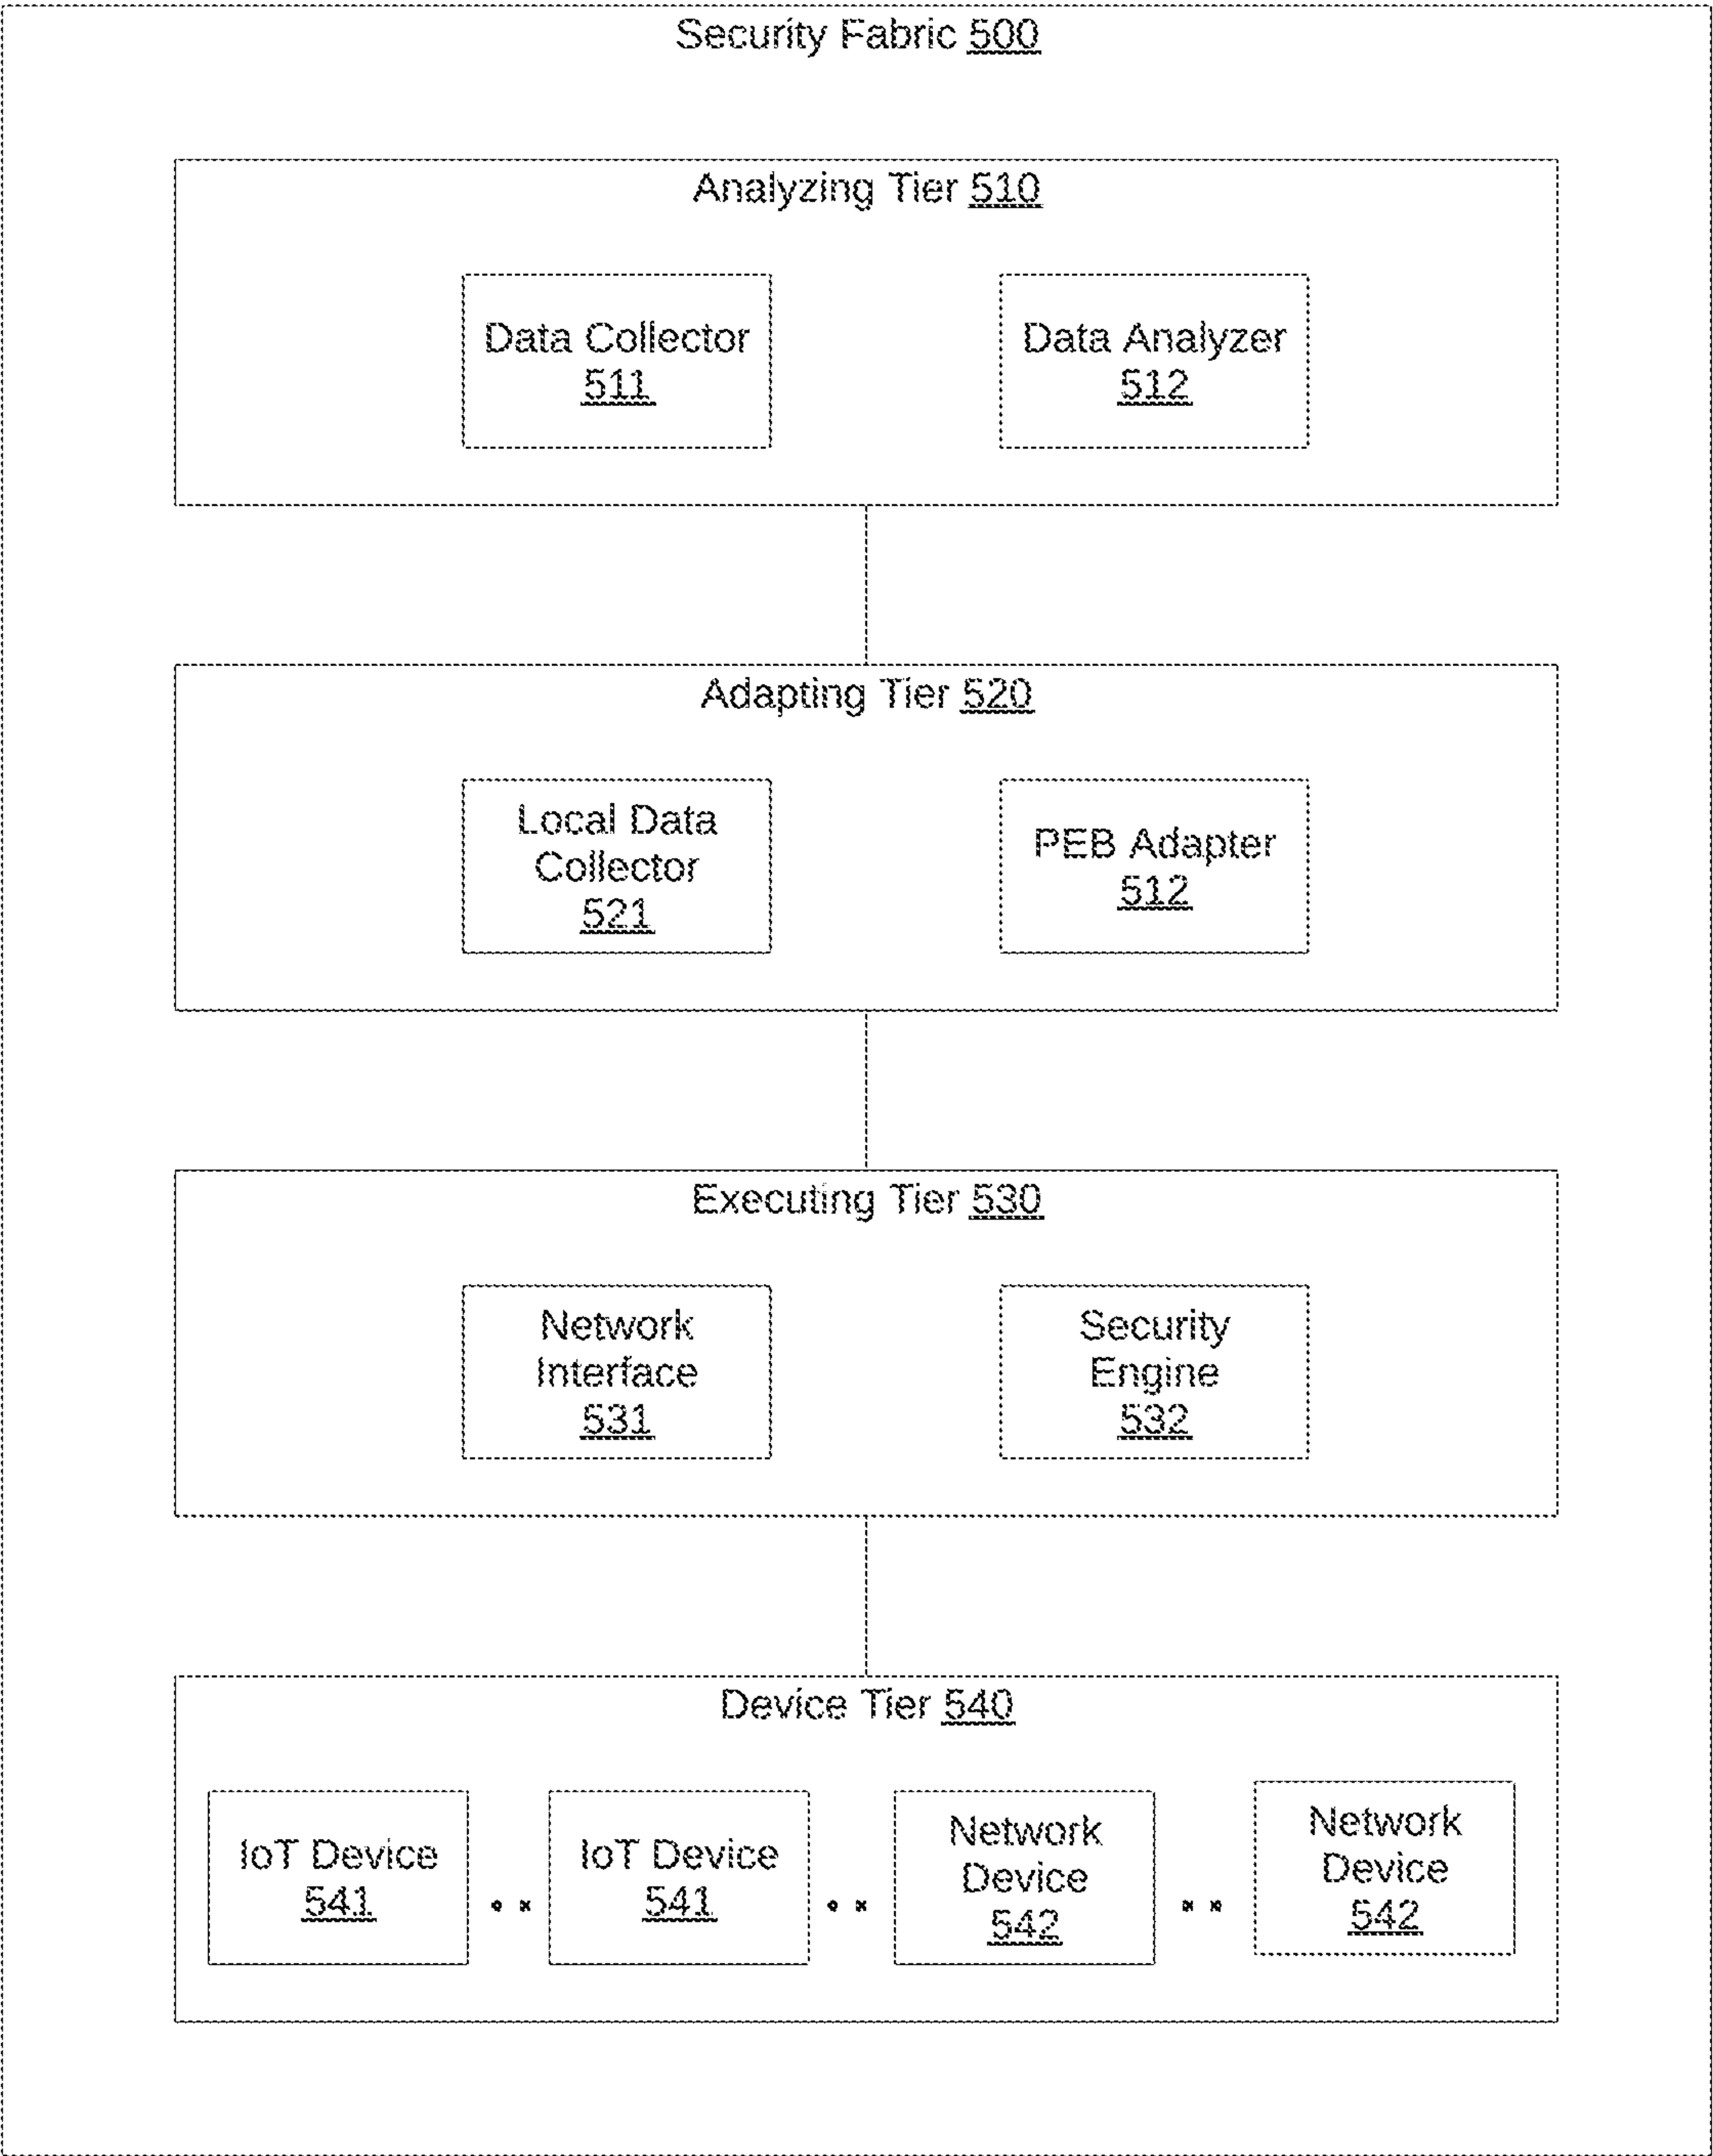 Security Fabric 500
Analyzing Tier 510
Data Collector
511
Data Analyzer
512
Adapting Tier 520
Local Data
Collector
521
PEB Adapter
512
Executing Tier 530
Network
Interface
531
Security
Engine
532
Device Tier 540
IoT Device
541
IoT Device
541
Network
Device
542
Network
Device
542